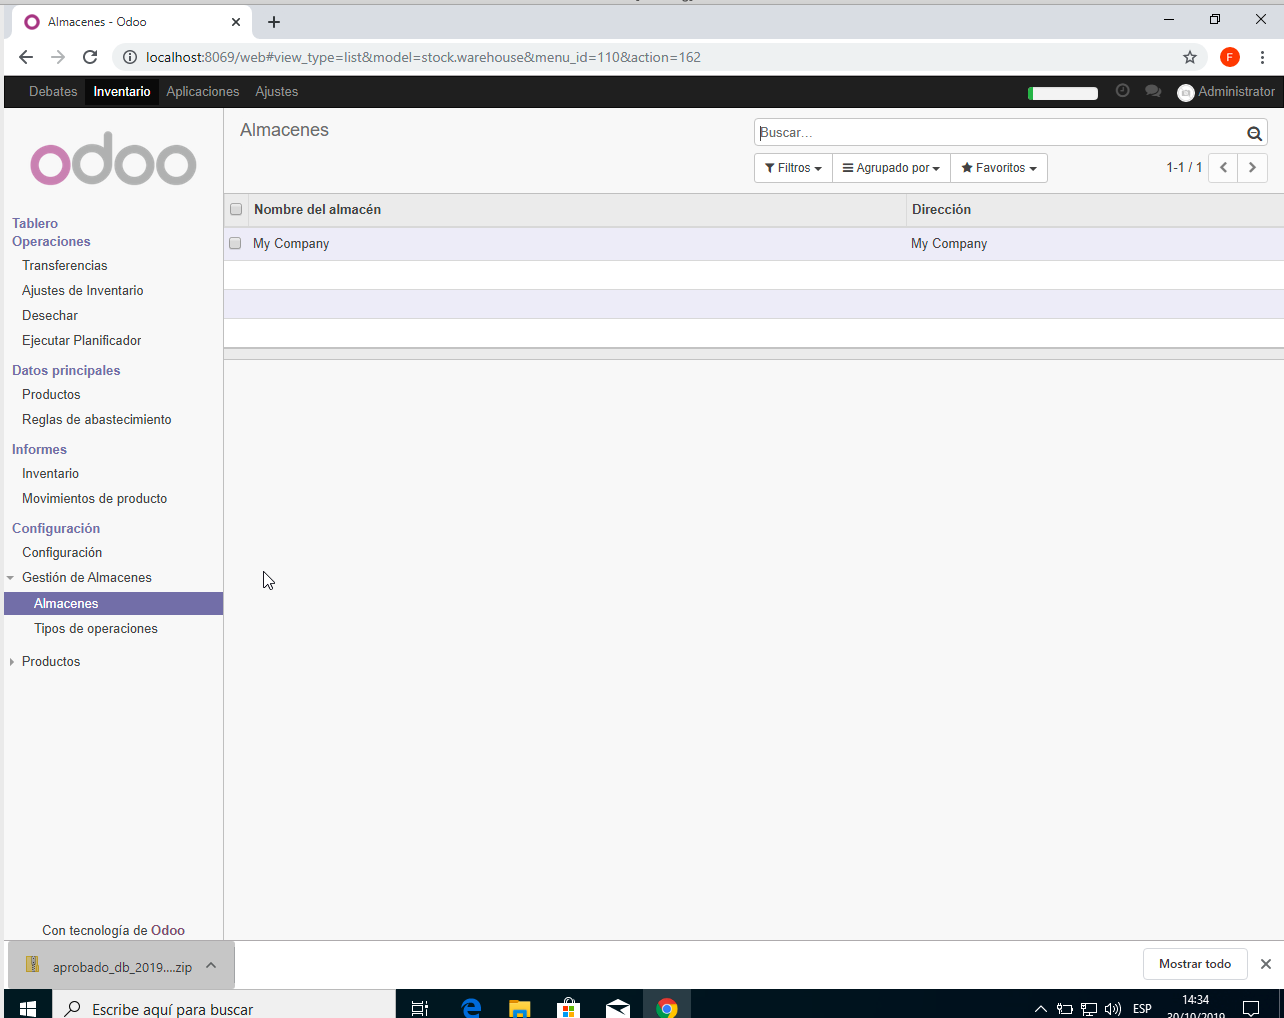 Almacenes - Odoo
localhost:8069/web#view_type=list&model=stock.warehouse&menu_id=110&action=162
F
Debates Inventario Aplicaciones Ajustes Administrator
odoo
Almacenes
Buscar...
Filtros Agrupado por Favoritos 1-1 / 1
Nombre del almacén Dirección
My Company My Company
Tablero
Operaciones
Transferencias
Ajustes de Inventario
Desechar
Ejecutar Planificador
Datos principales
Productos
Reglas de abastecimiento
Informes
Inventario
Movimientos de producto
Configuración
Configuración
Gestión de Almacenes
Almacenes
Tipos de operaciones
Productos
Con tecnología de Odoo
aprobado_db_2019....zip Mostrar todo
Escribe aquí para buscar ESP 14:34
30/10/2019